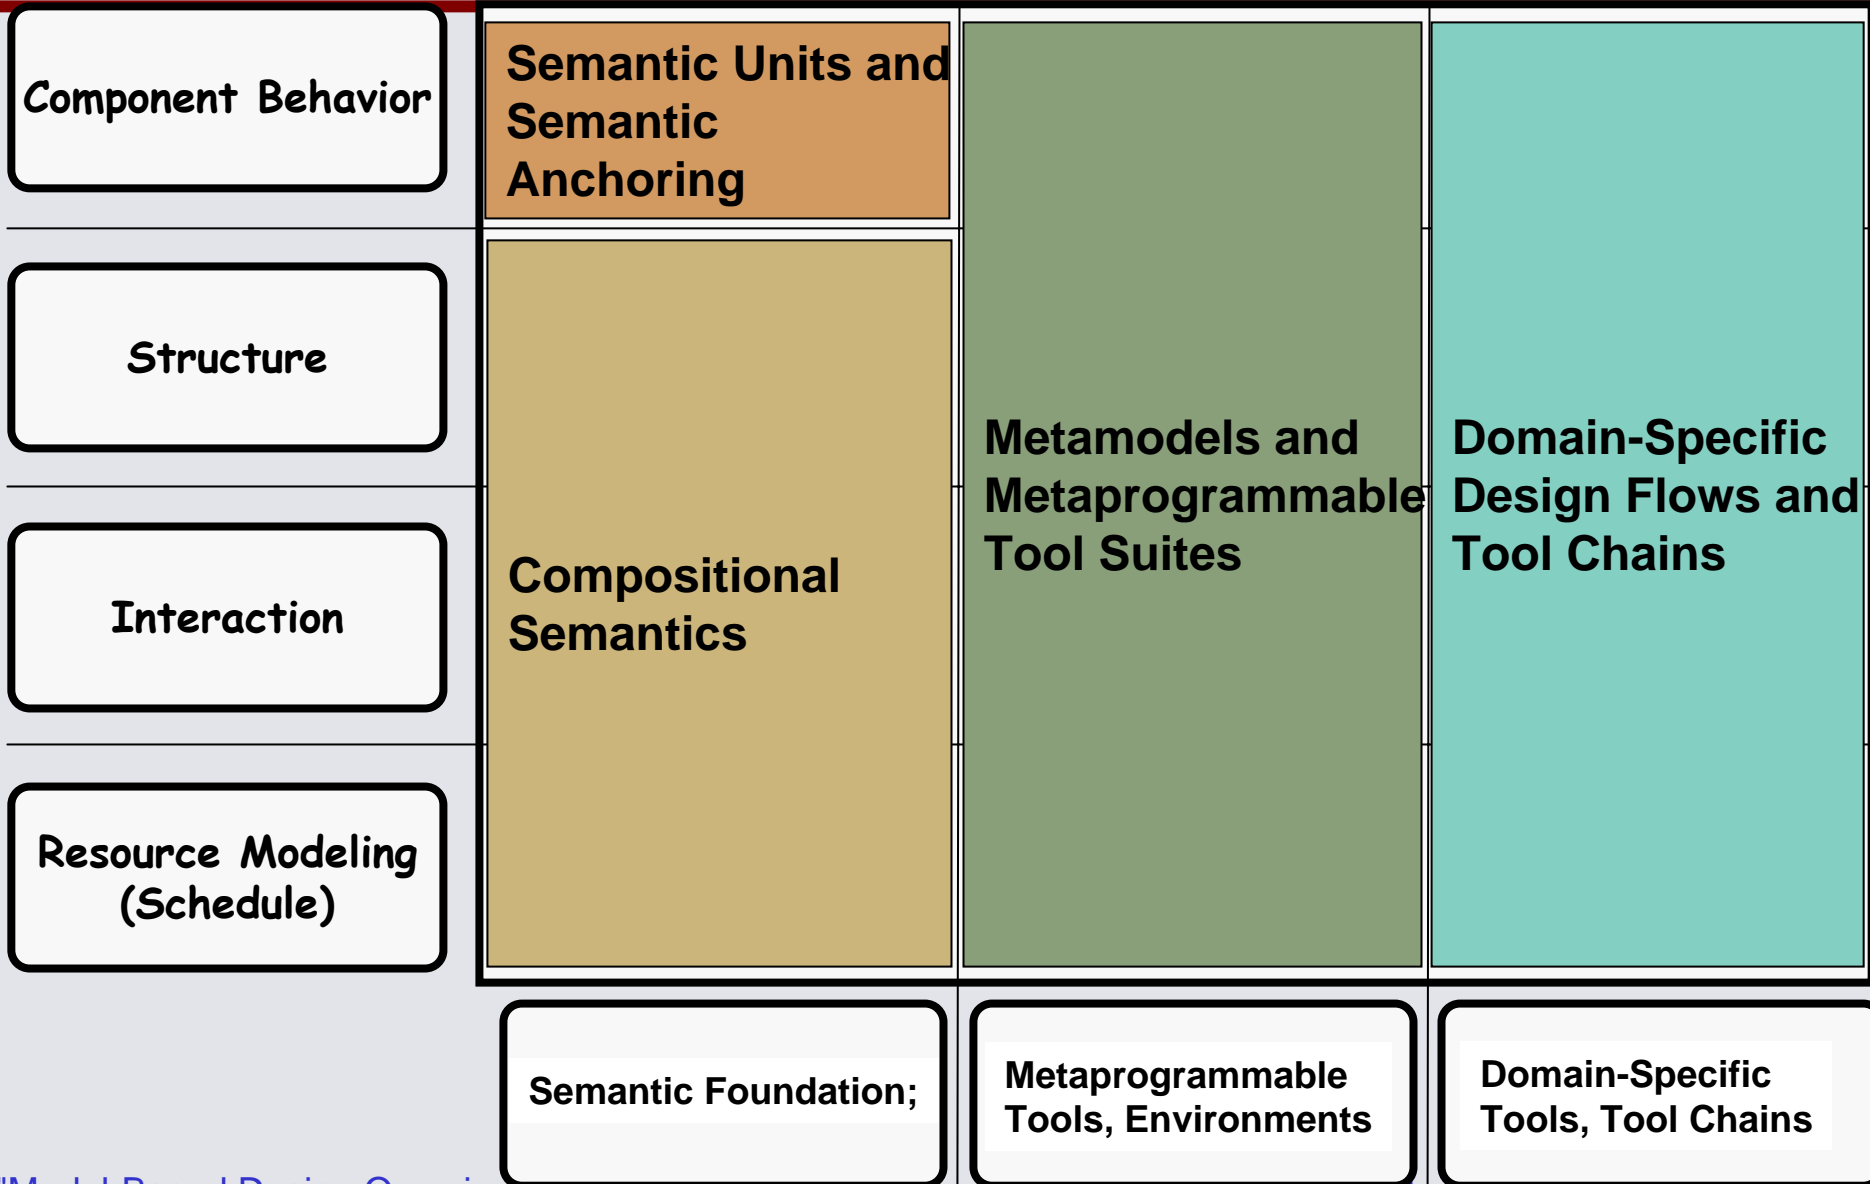 Component Behavior
Semantic Units and
Semantic
Anchoring
Structure
Metamodels and
Metaprogrammable
Tool Suites
Domain-Specific
Design Flows and
Tool Chains
Interaction
Compositional
Semantics
Resource Modeling
(Schedule)
Semantic Foundation;
Metaprogrammable
Tools, Environments
Domain-Specific
Tools, Tool Chains